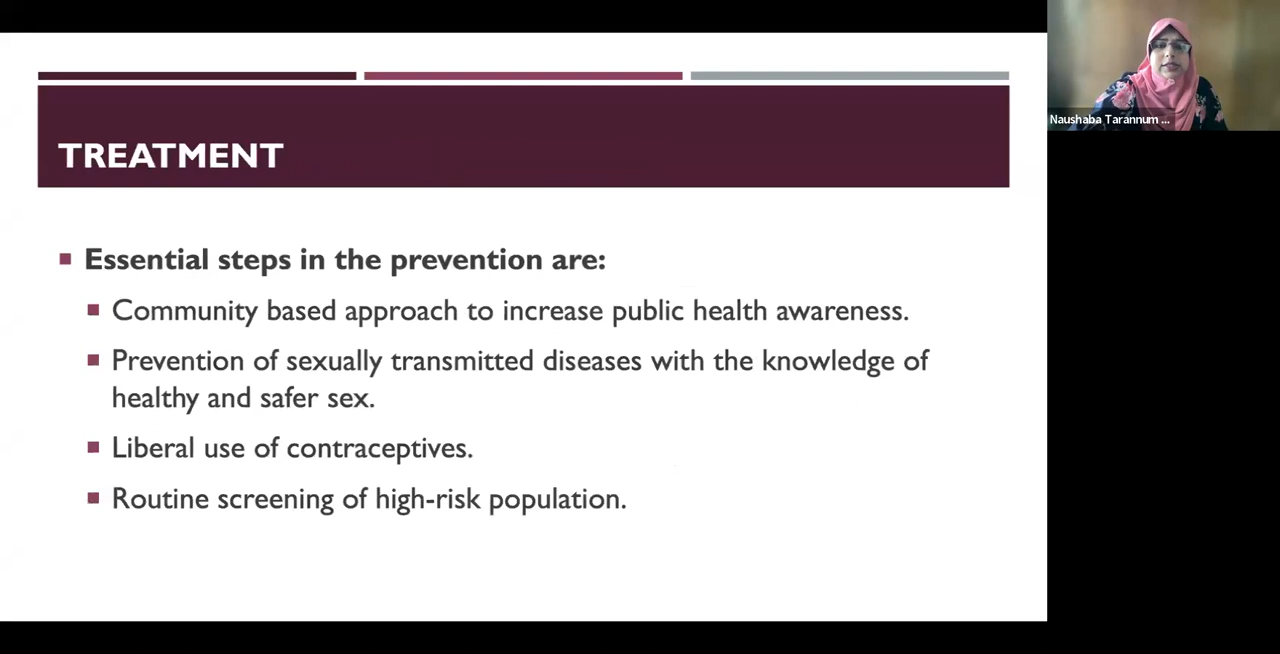 TREATMENT
Essential steps in the prevention are:
Community based approach to increase public health awareness.
Prevention of sexually transmitted diseases with the knowledge of
healthy and safer sex.
Liberal use of contraceptives.
Routine screening of high-risk population.
Naushaba Tarannum ...